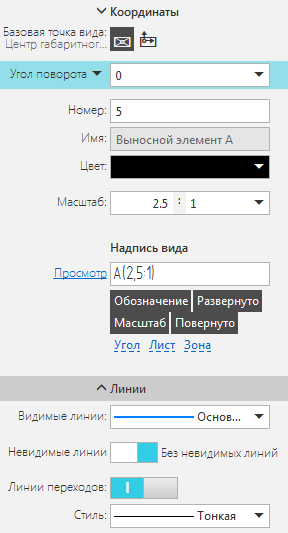 Координаты
Базовая точка вида:
Центр габаритног...
Угол поворота 0
Номер: 5
Имя: Выносной элемент А
Цвет:
Масштаб: 2.5 : 1
Надпись вида
Просмотр А(2,5:1)
Обозначение Развернуто
Масштаб Повернуто
Угол Лист Зона
Линии
Видимые линии: Основ...
Невидимые линии Без невидимых линий
Линии переходов: I
Стиль: Тонкая